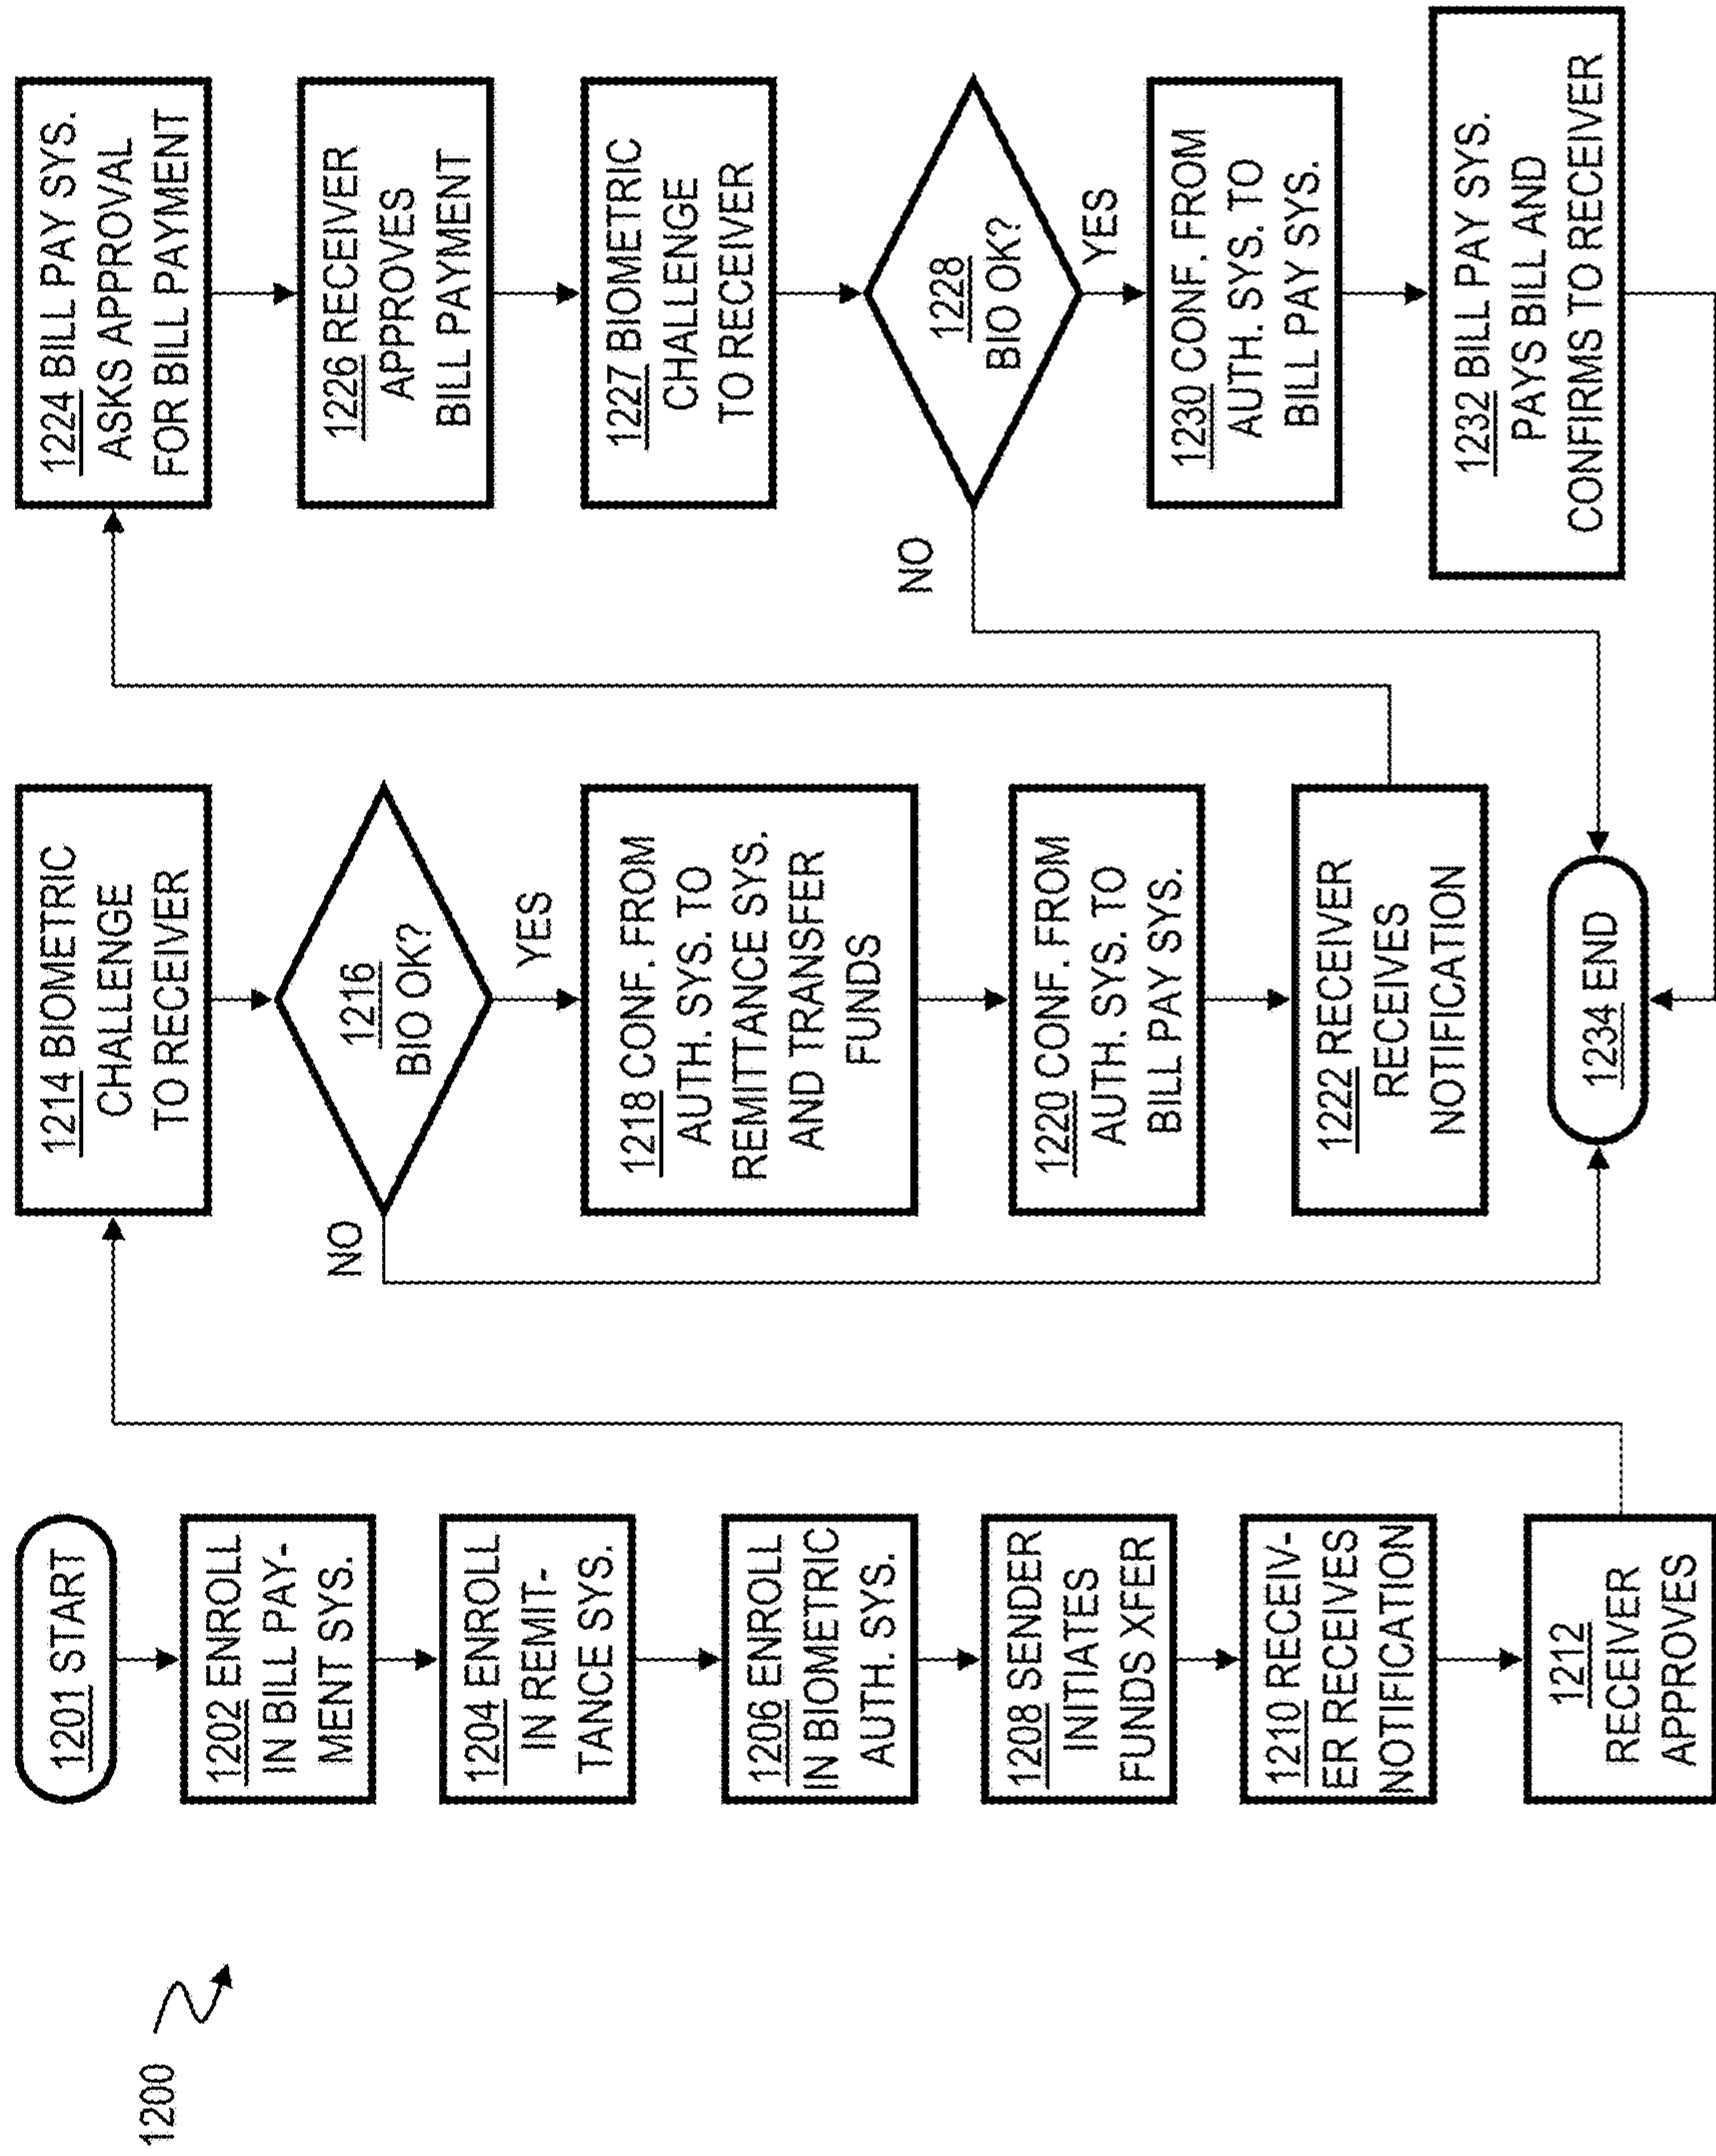 1200
1201 START
1202 ENROLL
IN BILL PAY-
MENT SYS.
1204 ENROLL
IN REMIT-
TANCE SYS.
1206 ENROLL
IN BIOMETRIC
AUTH. SYS.
1208 SENDER
INITIATES
FUNDS XFER
1210 RECEIV-
ER RECEIVES
NOTIFICATION
1212
RECEIVER
APPROVES
1214 BIOMETRIC
CHALLENGE
TO RECEIVER
1216
BIO OK?
NO
YES
1218 CONF. FROM
AUTH. SYS. TO
REMITTANCE SYS.
AND TRANSFER
FUNDS
1220 CONF. FROM
AUTH. SYS. TO
BILL PAY SYS.
1222 RECEIVER
RECEIVES
NOTIFICATION
1234 END
1224 BILL PAY SYS.
ASKS APPROVAL
FOR BILL PAYMENT
1226 RECEIVER
APPROVES
BILL PAYMENT
1227 BIOMETRIC
CHALLENGE
TO RECEIVER
1228
BIO OK?
NO
YES
1230 CONF. FROM
AUTH. SYS. TO
BILL PAY SYS.
1232 BILL PAY SYS.
PAYS BILL AND
CONFIRMS TO RECEIVER